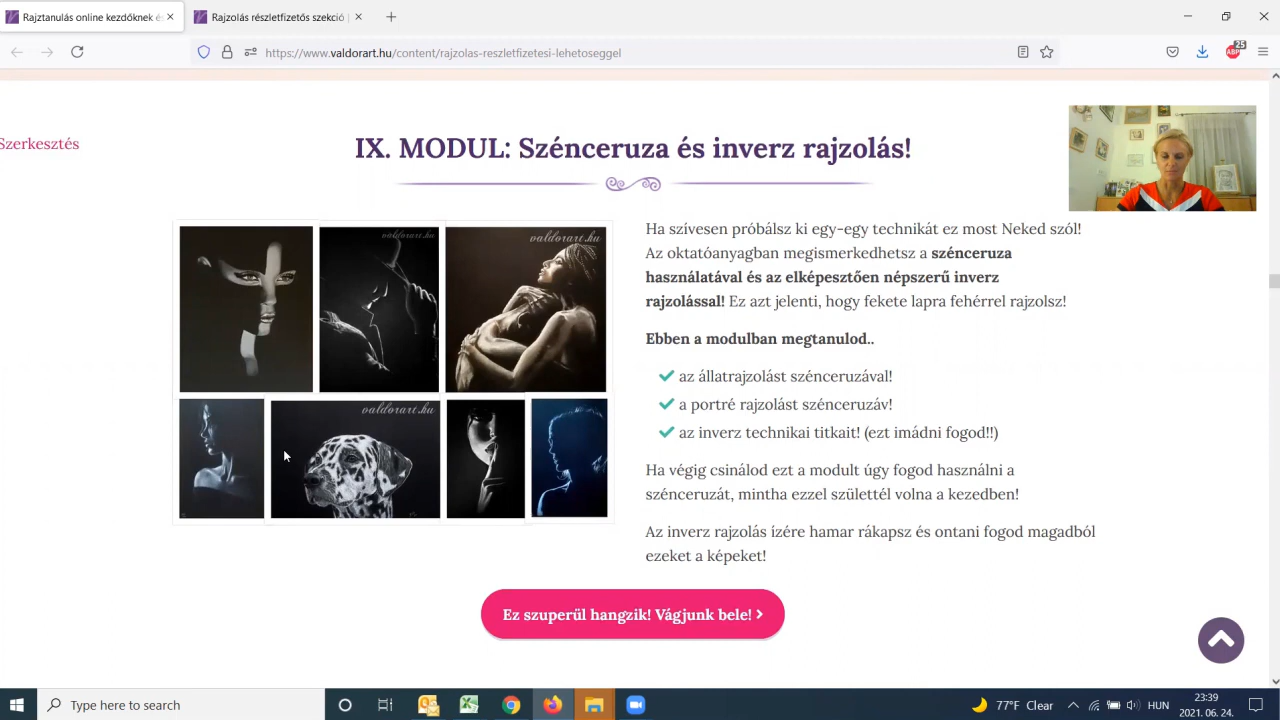 Rajztanulás online kezdőknek é
Rajzolás részletfizetős szekció |
https://www.valdorart.hu/content/rajzolas-reszletfizetesi-lehetoseggel
25
ABP
Szerkesztés
IX. MODUL: Szénceruza és inverz rajzolás!
valdorart.hu
valdorart.hu
valdorart.hu
Ha szívesen próbálsz ki egy-egy technikát ez most Neked szól!
Az oktatóanyagban megismerkedhetsz a szénceruza
használatával és az elképesztően népszerű inverz
rajzolással! Ez azt jelenti, hogy fekete lapra fehérrel rajzolsz!
Ebben a modulban megtanulod..
az állatrajzolást szénceruzával!
a portré rajzolást szénceruzáv!
az inverz technikai titkait! (ezt imádni fogod!!)
Ha végig csinálod ezt a modult úgy fogod használni a
szénceruzát, mintha ezzel születtél volna a kezedben!
Az inverz rajzolás ízére hamar rákapsz és ontani fogod magadból
ezeket a képeket!
Ez szuperül hangzik! Vágjunk bele!
Type here to search
77°F Clear
HUN
23:39
2021. 06. 24.